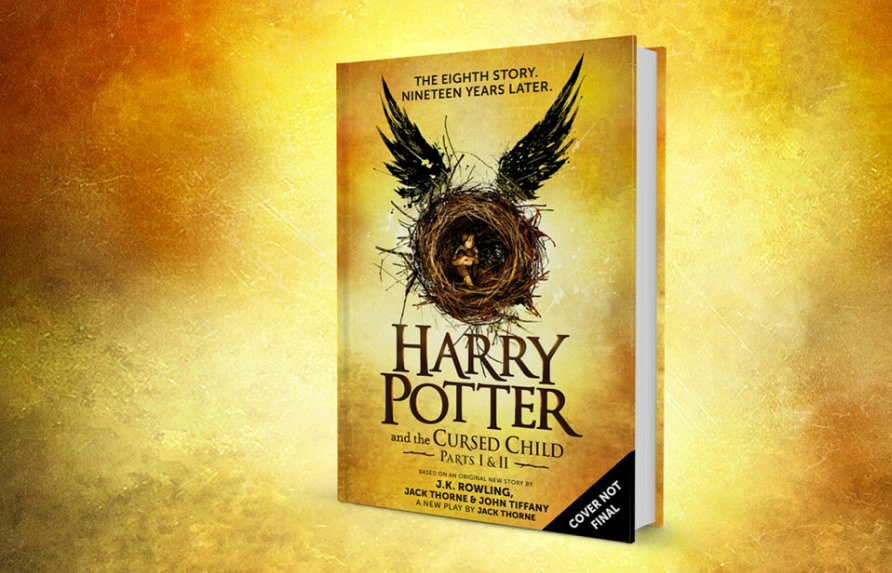 THE EIGHTH STORY.
NINETEEN YEARS LATER.
HARRY
POTTER
and the CURSED CHILD
PARTS I & II
BASED ON AN ORIGINAL NEW STORY BY
J.K. ROWLING,
JACK THORNE & JOHN TIFFANY
A NEW PLAY BY JACK THORNE
COVER NOT
FINAL